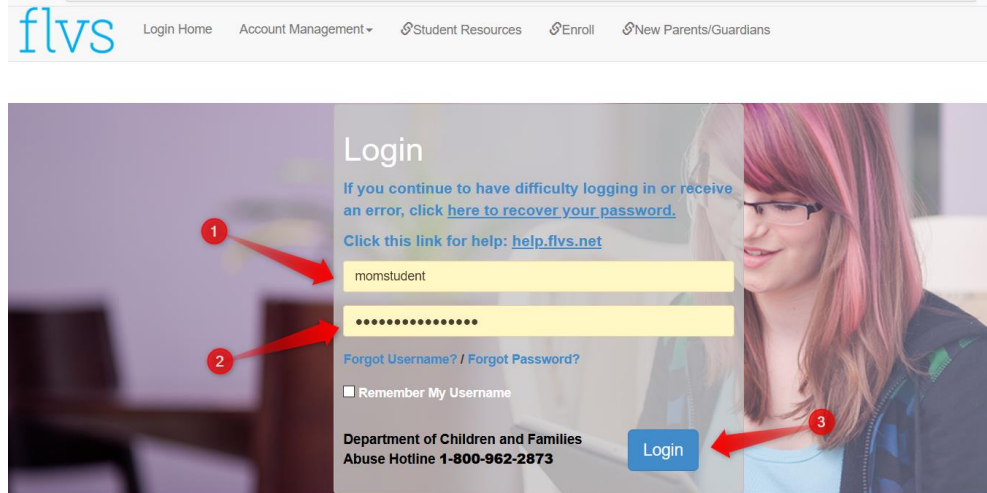 flvs Login Home Account Management Student Resources Enroll New Parents/Guardians
Login
If you continue to have difficulty logging in or receive
an error, click here to recover your password.
Click this link for help: help.flvs.net
1
momstudent
••••••••••••••••
2
Forgot Username? / Forgot Password?
Remember My Username
3
Department of Children and Families
Abuse Hotline 1-800-962-2873
Login